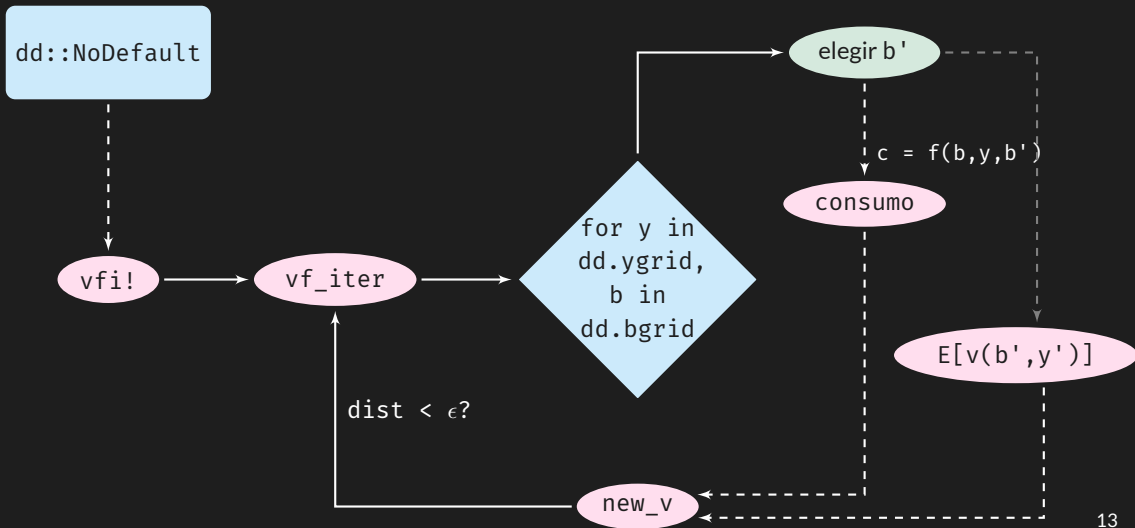 dd::NoDefault
elegir b'
c = f(b,y,b')
consumo
for y in
dd.ygrid,
b in
dd.bgrid
vfi!
vf_iter
E[v(b',y')]
dist < ϵ?
new_v
13